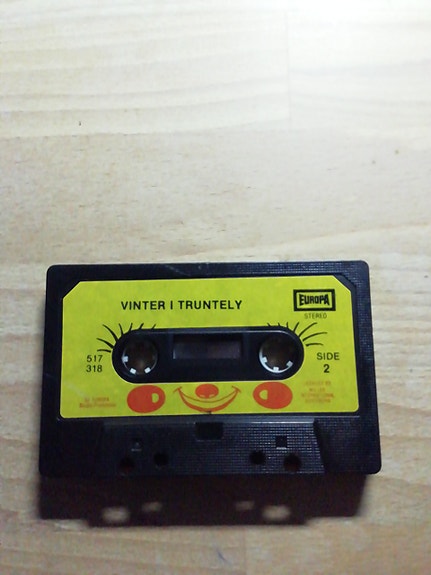 VINTER I TRUNTELY
EUROPA
STEREO
517
318
SIDE
2